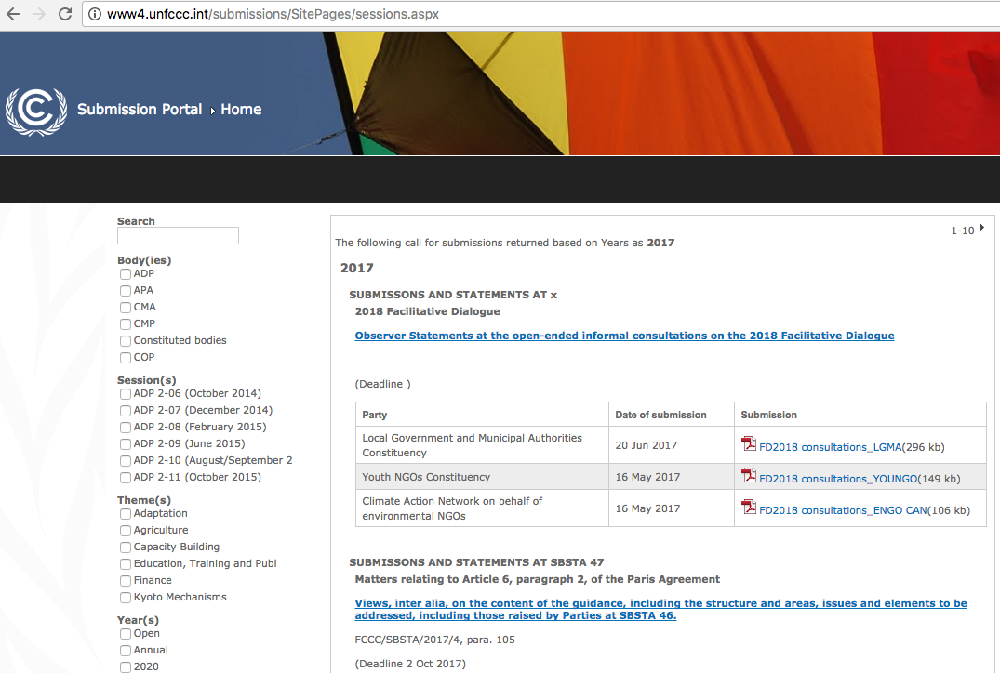 www4.unfccc.int/submissions/SitePages/sessions.aspx
Submission Portal Home
Search
Body(ies)
ADP
APA
CMA
CMP
Constituted bodies
COP
Session(s)
ADP 2-06 (October 2014)
ADP 2-07 (December 2014)
ADP 2-08 (February 2015)
ADP 2-09 (June 2015)
ADP 2-10 (August/September 2
ADP 2-11 (October 2015)
Theme(s)
Adaptation
Agriculture
Capacity Building
Education, Training and Publ
Finance
Kyoto Mechanisms
Year(s)
Open
Annual
2020
1-10
The following call for submissions returned based on Years as 2017
2017
SUBMISSONS AND STATEMENTS AT x
2018 Facilitative Dialogue
Observer Statements at the open-ended informal consultations on the 2018 Facilitative Dialogue
(Deadline )
Party Date of submission Submission
Local Government and Municipal Authorities
Constituency 20 Jun 2017 FD2018 consultations_LGMA(296 kb)
Youth NGOs Constituency 16 May 2017 FD2018 consultations_YOUNGO(149 kb)
Climate Action Network on behalf of
environmental NGOs 16 May 2017 FD2018 consultations_ENGO CAN(106 kb)
SUBMISSONS AND STATEMENTS AT SBSTA 47
Matters relating to Article 6, paragraph 2, of the Paris Agreement
Views, inter alia, on the content of the guidance, including the structure and areas, issues and elements to be
addressed, including those raised by Parties at SBSTA 46.
FCCC/SBSTA/2017/4, para. 105
(Deadline 2 Oct 2017)